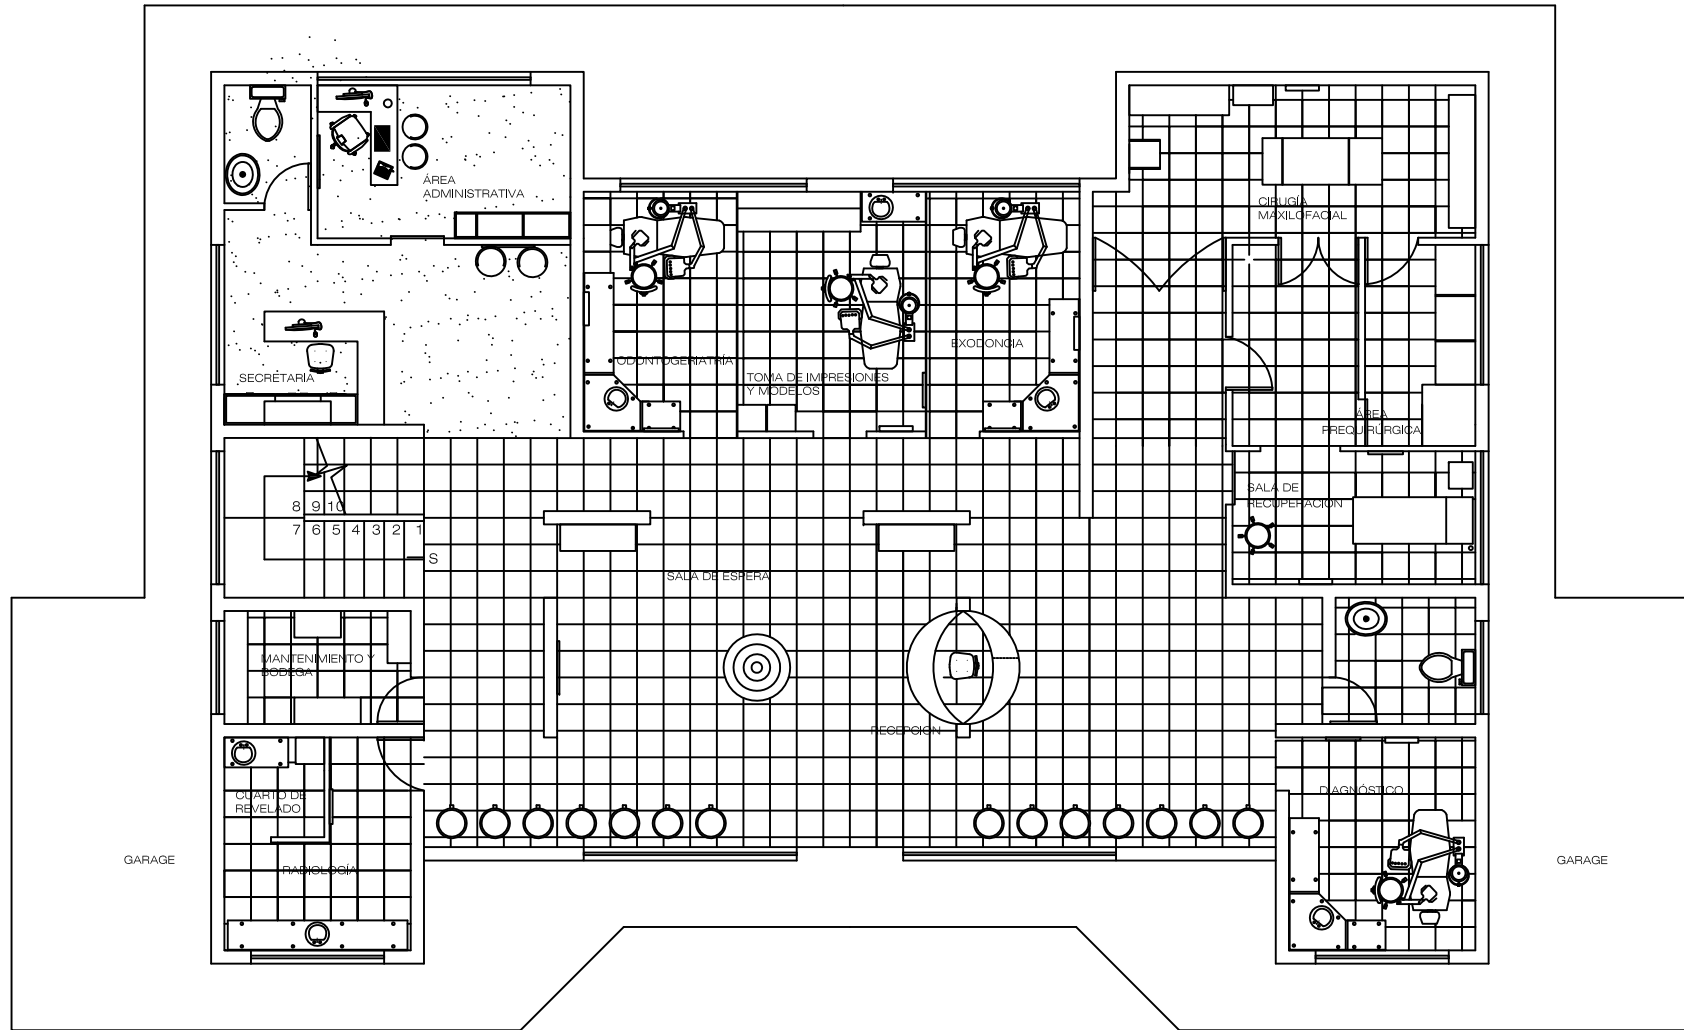 ÁREA
ADMINISTRATIVA
CIRUGÍA
MAXILOFACIAL
EXODONCIA
ODONTOGERIATRÍA
TOMA DE IMPRESIONES
Y MODELOS
SECRETARIA
ÁREA
PREQUIRÚRGICA
SALA DE
RECUPERACIÓN
8 9 10
7 6 5 4 3 2 1
S
SALA DE ESPERA
MANTENIMIENTO Y
BODEGA
RECEPCIÓN
CUARTO DE
REVELADO
DIAGNÓSTICO
GARAGE
RADIOLOGÍA
GARAGE